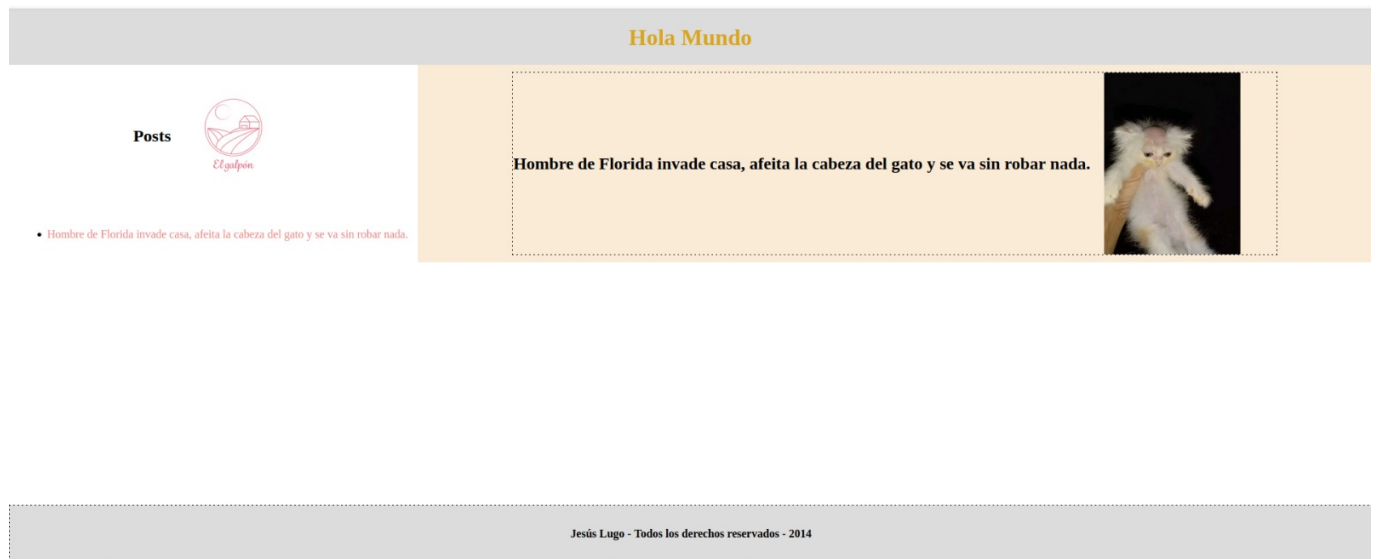 Hola Mundo
Posts
El galpón
Hombre de Florida invade casa, afeita la cabeza del gato y se va sin robar nada.
Hombre de Florida invade casa, afeita la cabeza del gato y se va sin robar nada.
Jesús Lugo - Todos los derechos reservados - 2014